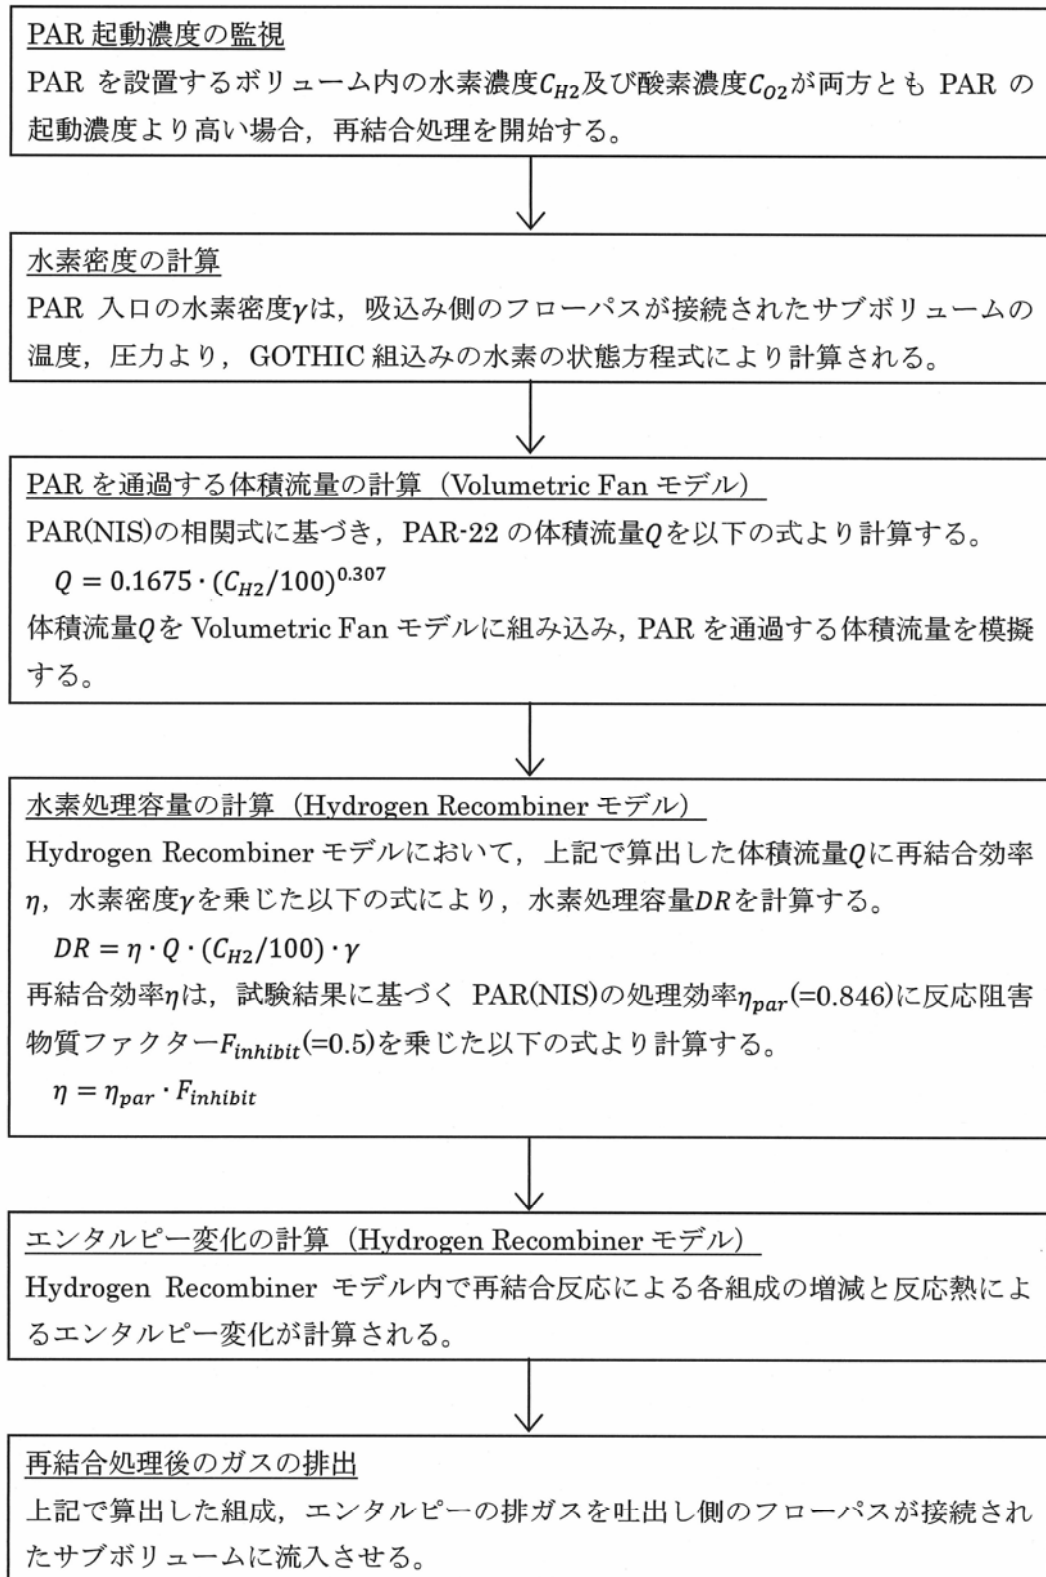 PAR 起動濃度の監視
PAR を設置するボリューム内の水素濃度C_{H2}及び酸素濃度C_{O2}が両方とも PAR の
起動濃度より高い場合，再結合処理を開始する。
水素密度の計算
PAR 入口の水素密度γは，吸込み側のフローパスが接続されたサブボリュームの
温度，圧力より，GOTHIC 組込みの水素の状態方程式により計算される。
PAR を通過する体積流量の計算（Volumetric Fan モデル）
PAR(NIS)の相関式に基づき，PAR-22 の体積流量Qを以下の式より計算する。
Q = 0.1675 · (C_{H2}/100)^{0.307}
体積流量Qを Volumetric Fan モデルに組み込み，PAR を通過する体積流量を模擬
する。
水素処理容量の計算（Hydrogen Recombiner モデル）
Hydrogen Recombiner モデルにおいて，上記で算出した体積流量Qに再結合効率
η，水素密度γを乗じた以下の式により，水素処理容量DRを計算する。
DR = η · Q · (C_{H2}/100) · γ
再結合効率ηは，試験結果に基づく PAR(NIS)の処理効率η_{par}(=0.846)に反応阻害
物質ファクターF_{inhibit}(=0.5)を乗じた以下の式より計算する。
η = η_{par} · F_{inhibit}
エンタルピー変化の計算（Hydrogen Recombiner モデル）
Hydrogen Recombiner モデル内で再結合反応による各組成の増減と反応熱によ
るエンタルピー変化が計算される。
再結合処理後のガスの排出
上記で算出した組成，エンタルピーの排ガスを吐出し側のフローパスが接続され
たサブボリュームに流入させる。